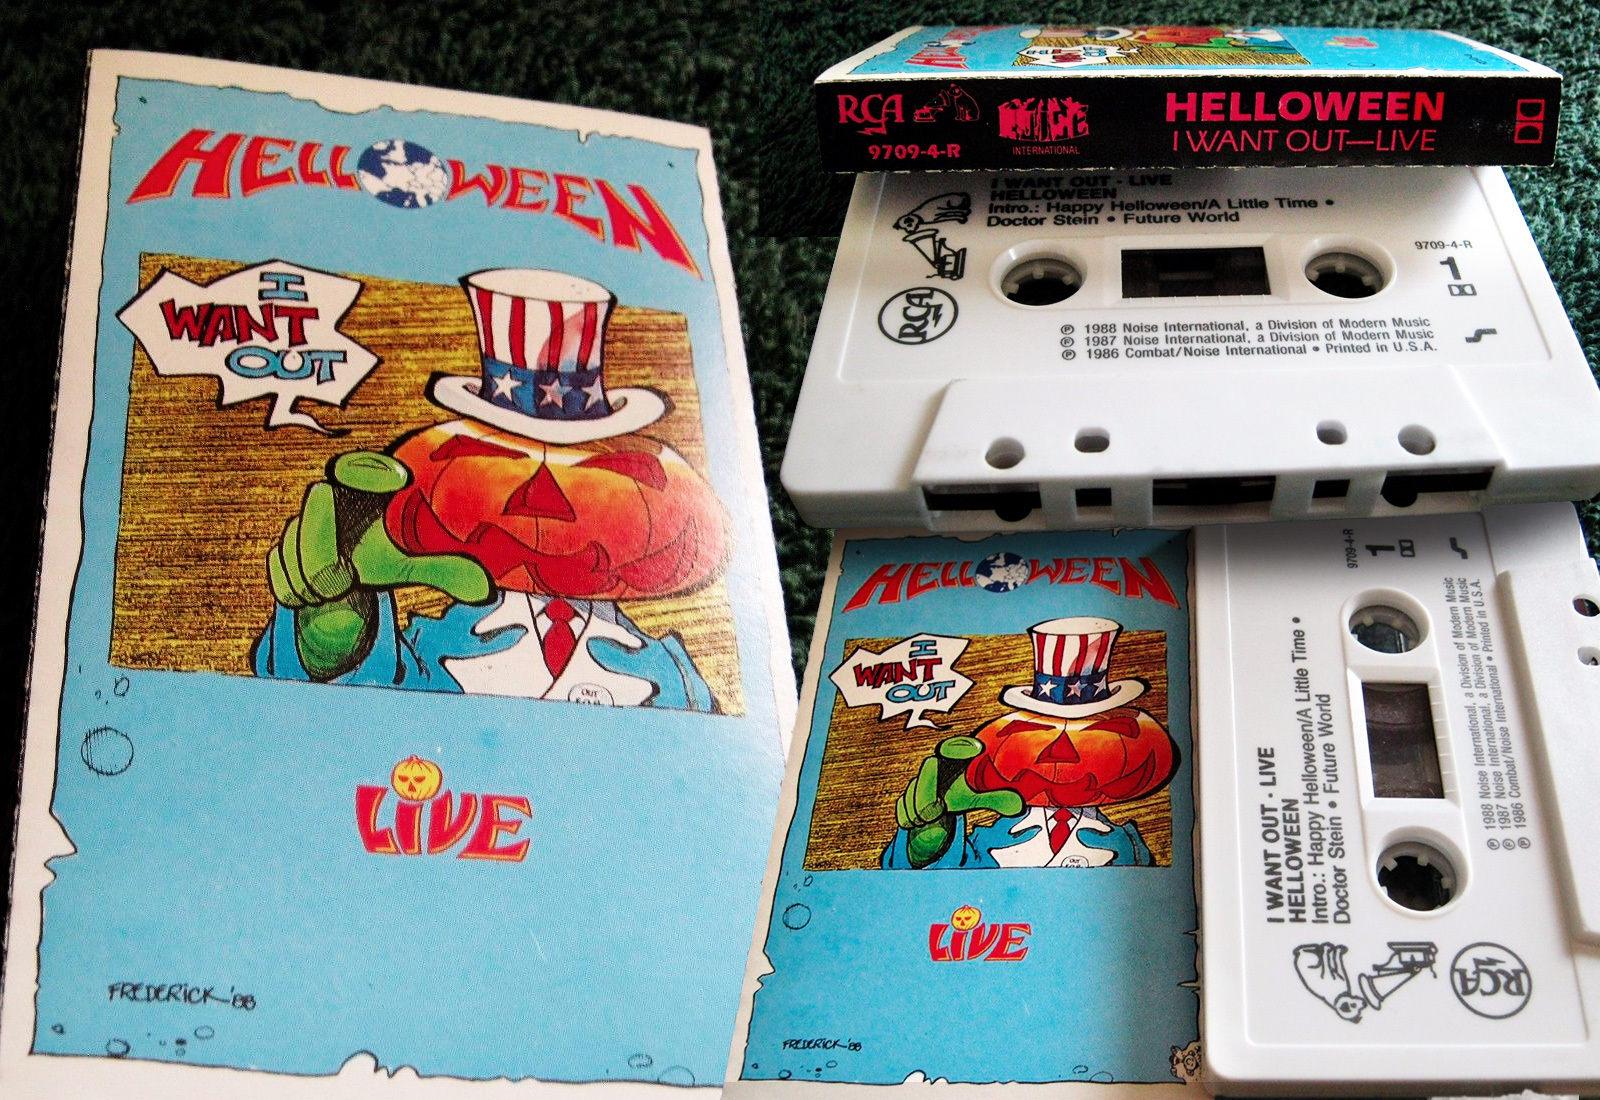 HELLOWEEN
I
WANT
OUT
OUT
LIVE
FREDERICK '88
HELLOWEEN
I WANT OUT
RCA
9709-4-R
NOISE
INTERNATIONAL
HELLOWEEN
I WANT OUT—LIVE
I WANT OUT · LIVE
HELLOWEEN
Intro.: Happy Helloween/A Little Time •
Doctor Stein • Future World
9709-4-R
1
RCA
℗ 1988 Noise International, a Division of Modern Music
℗ 1987 Noise International, a Division of Modern Music
℗ 1986 Combat/Noise International • Printed in U.S.A.
HELLOWEEN
I
WANT
OUT
OUT
LIVE
FREDERICK '88
I WANT OUT · LIVE
HELLOWEEN
Intro.: Happy Helloween/A Little Time •
Doctor Stein • Future World
9709-4-R
1
RCA
℗ 1988 Noise International, a Division of Modern Music
℗ 1987 Noise International, a Division of Modern Music
℗ 1986 Combat/Noise International • Printed in U.S.A.